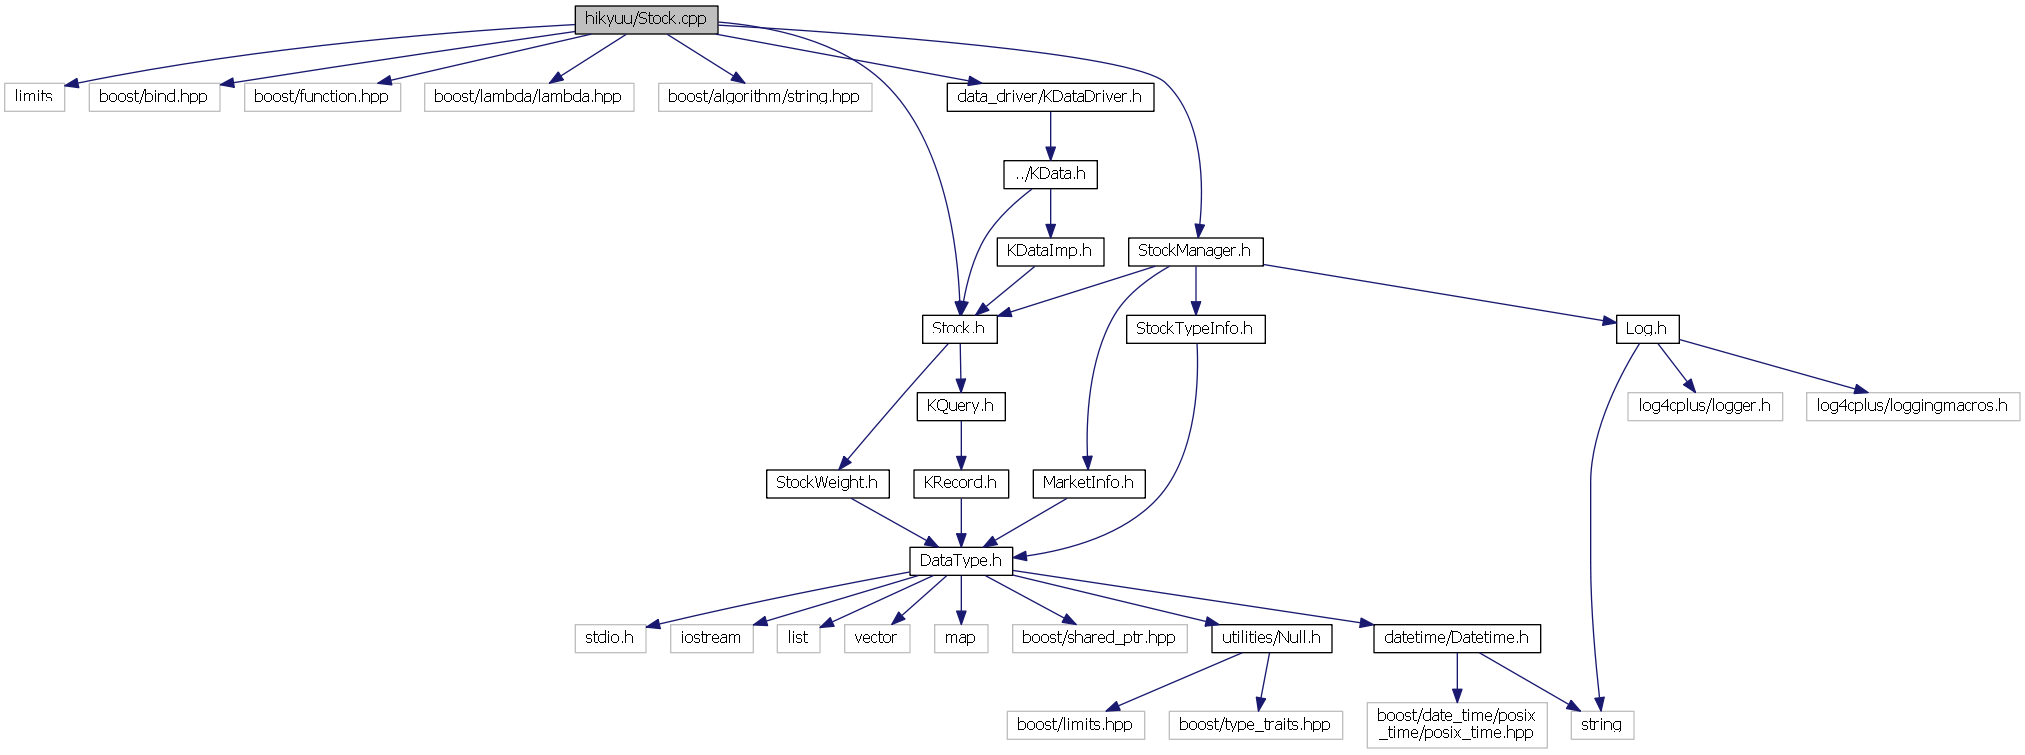 hikyuu/Stock.cpp
limits
boost/bind.hpp
boost/function.hpp
boost/lambda/lambda.hpp
boost/algorithm/string.hpp
data_driver/KDataDriver.h
../KData.h
KDataImp.h
StockManager.h
Stock.h
StockTypeInfo.h
Log.h
KQuery.h
log4cplus/logger.h
log4cplus/loggingmacros.h
StockWeight.h
KRecord.h
MarketInfo.h
DataType.h
stdio.h
iostream
list
vector
map
boost/shared_ptr.hpp
utilities/Null.h
datetime/Datetime.h
boost/limits.hpp
boost/type_traits.hpp
boost/date_time/posix
_time/posix_time.hpp
string